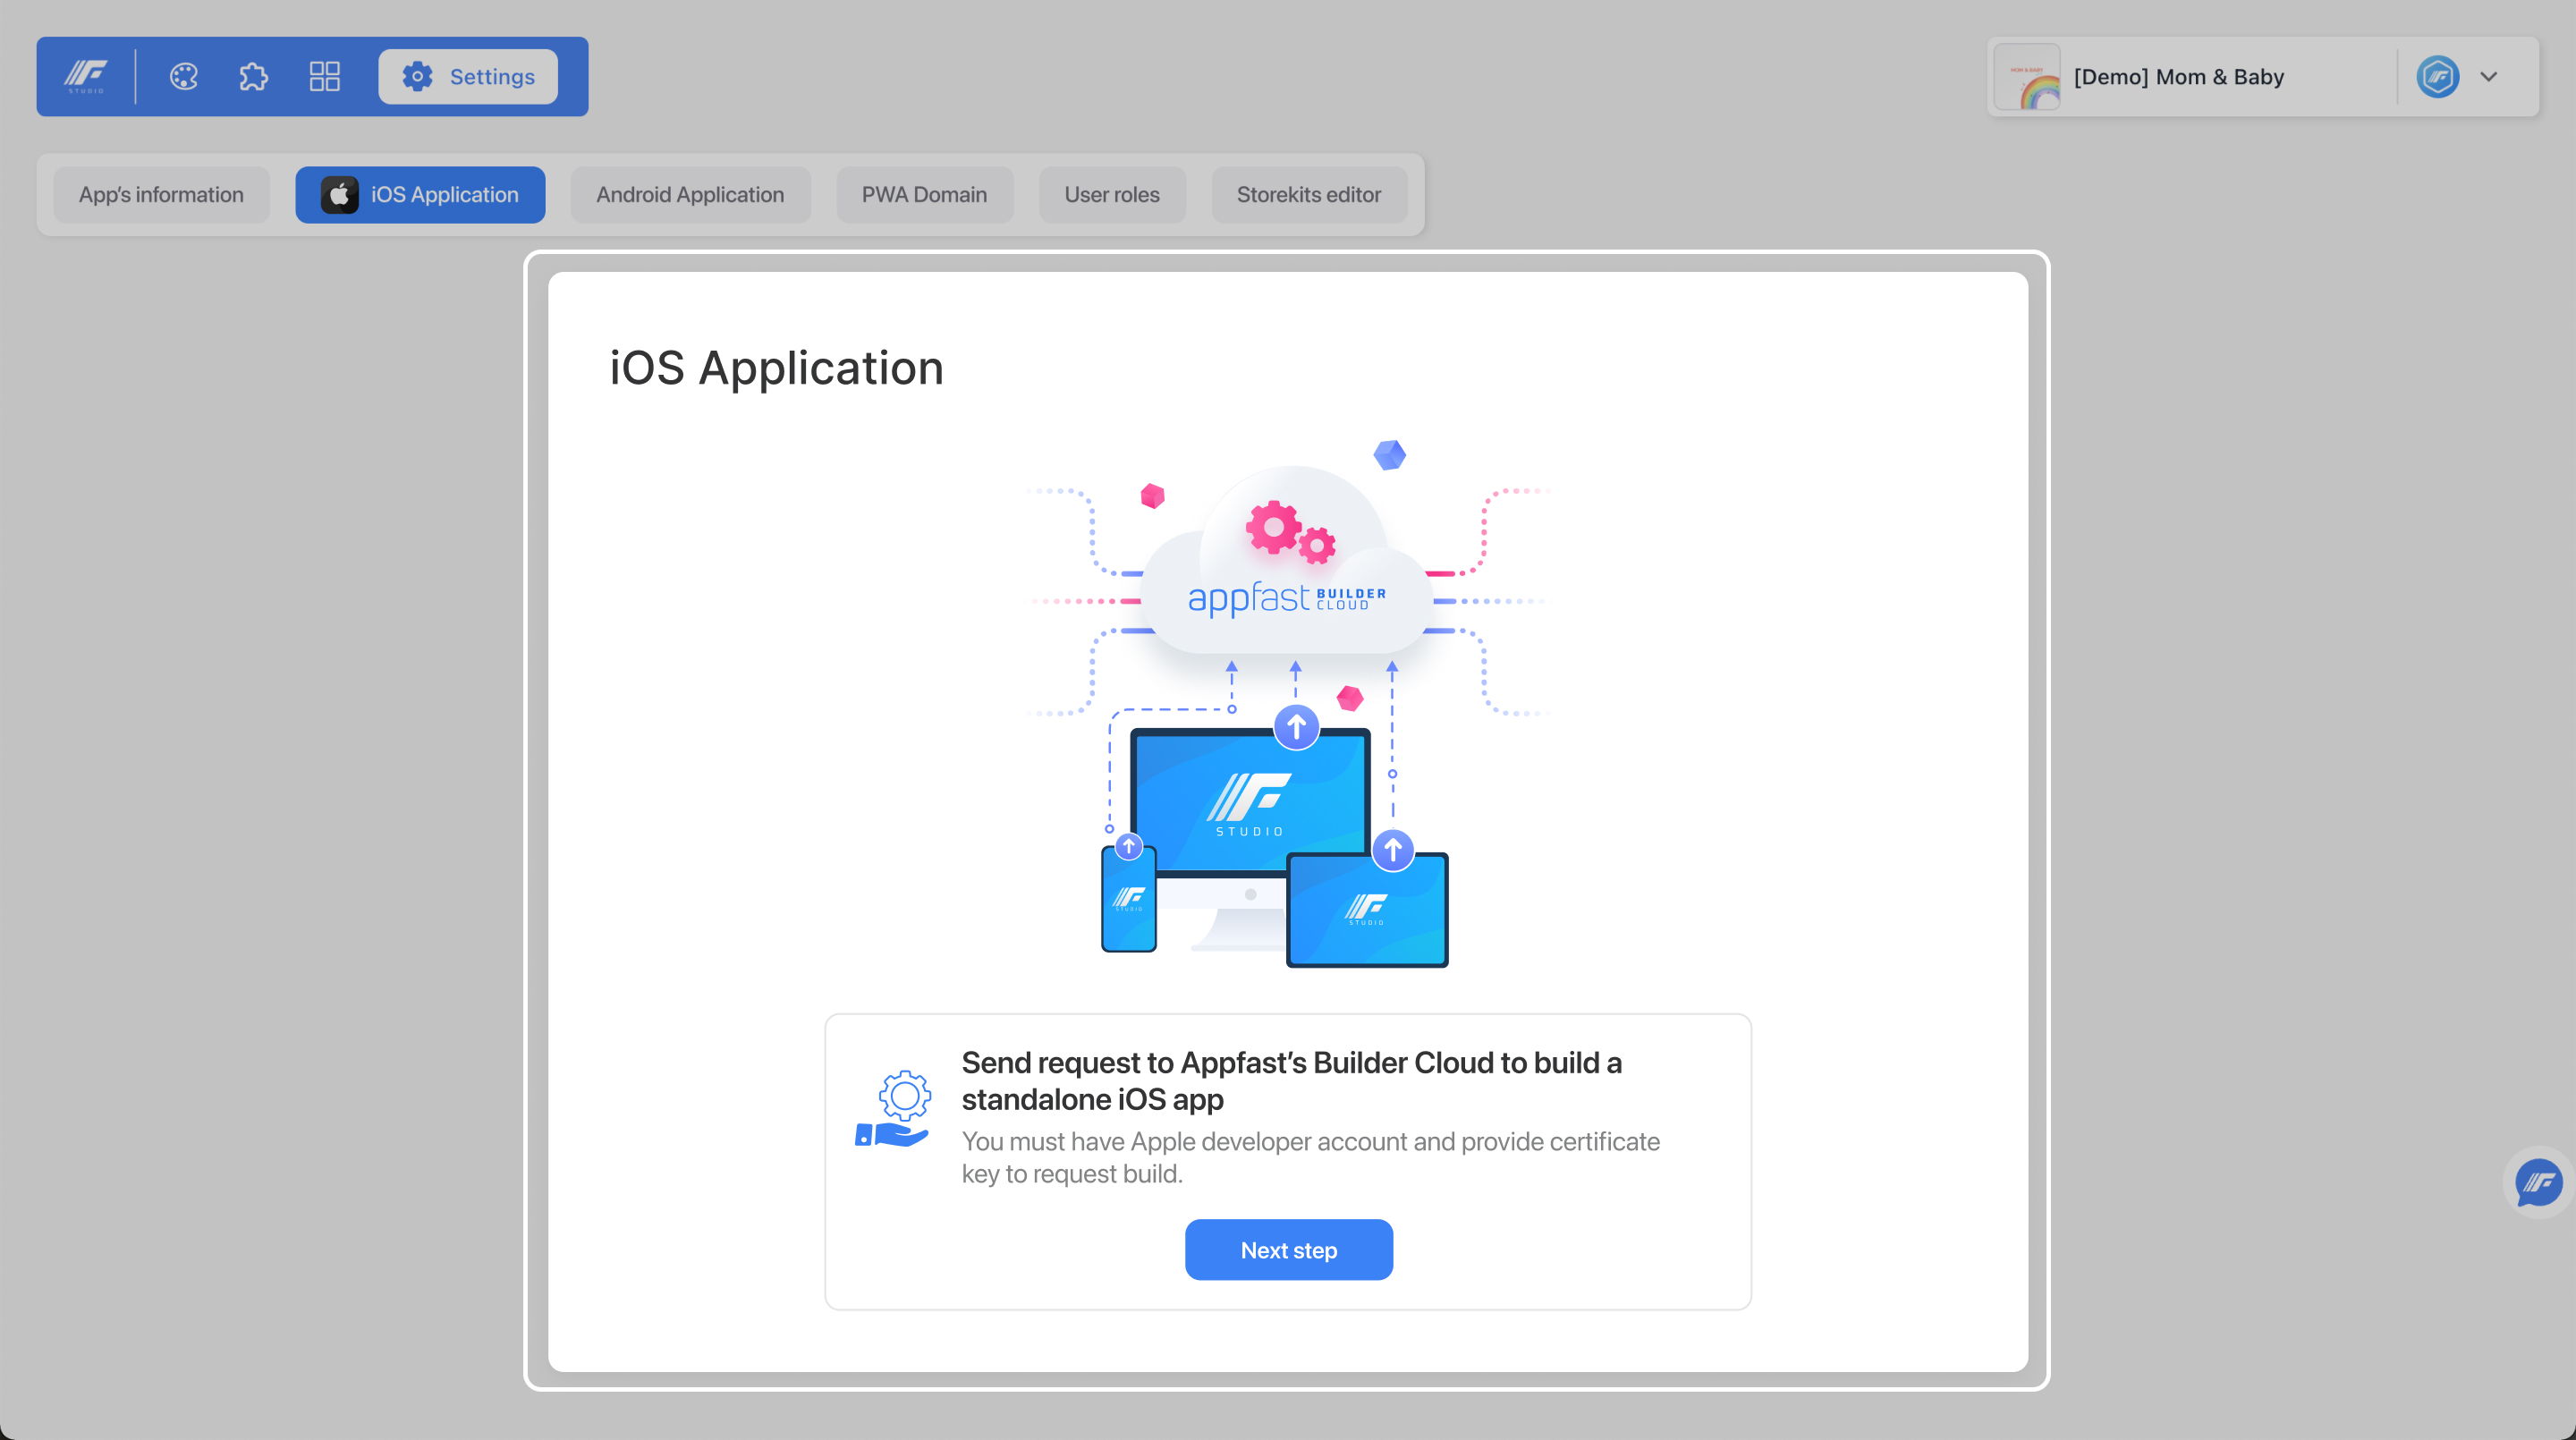 STUDIO
Settings
MOM & BABY
[Demo] Mom & Baby
App's information
iOS Application
Android Application
PWA Domain
User roles
Storekits editor
iOS Application
appfast BUILDER
CLOUD
STUDIO
STUDIO
STUDIO
Send request to Appfast’s Builder Cloud to build a
standalone iOS app
You must have Apple developer account and provide certificate
key to request build.
Next step